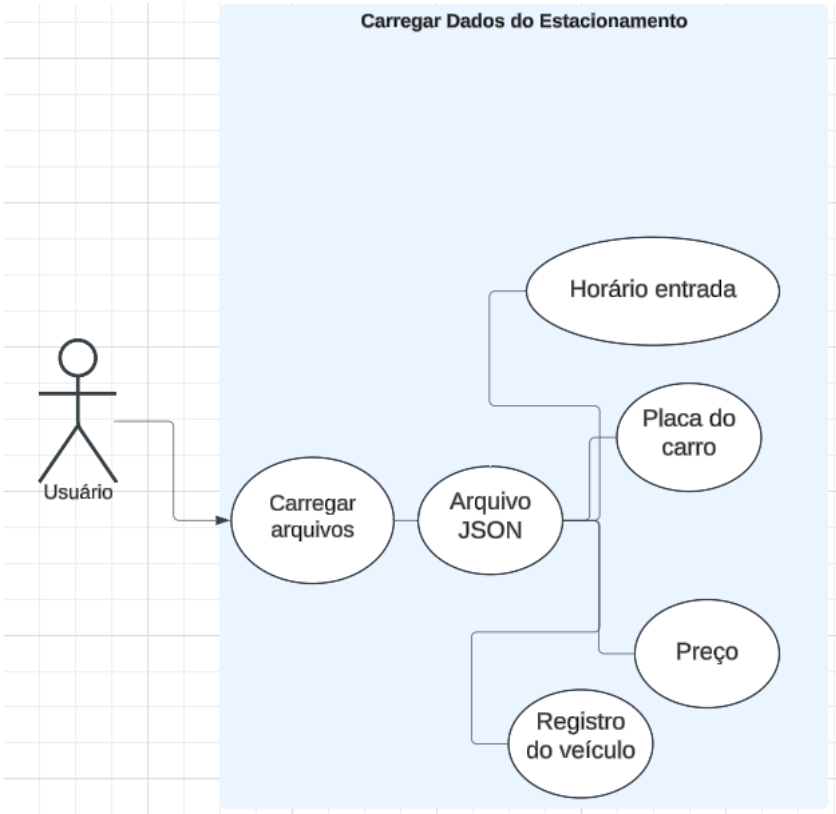 Carregar Dados do Estacionamento
Horário entrada
Placa do
carro
Usuário
Carregar
arquivos
Arquivo
JSON
Preço
Registro
do veículo